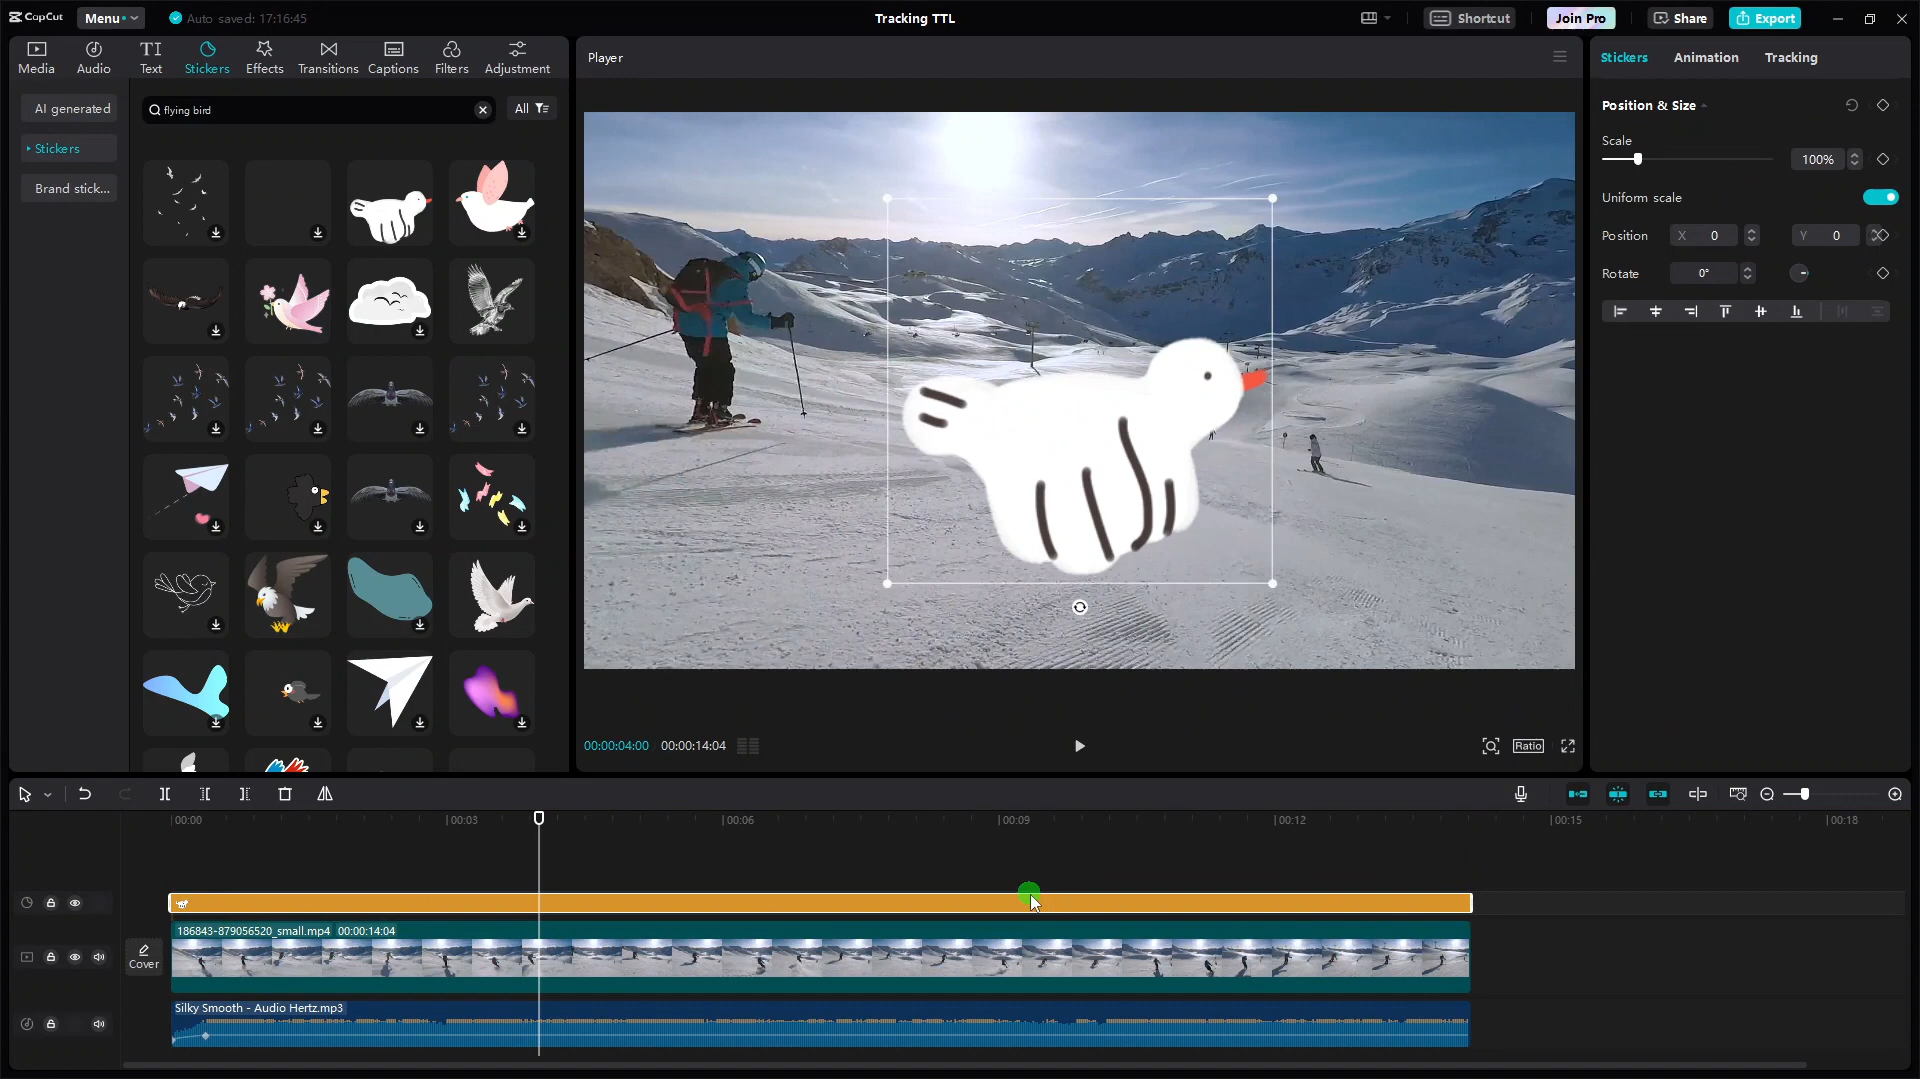 CapCut
Menu
Auto saved: 17:16:45
Tracking TTL
Shortcut
Join Pro
Share
Export
Media
Audio
TI
Text
Stickers
Effects
Transitions
Captions
Filters
Adjustment
Player
Stickers
Animation
Tracking
AI generated
flying bird
All
Stickers
Brand stick...
Position & Size
Scale
100%
Uniform scale
Position
X 0
Y 0
Rotate
0°
00:00:04:00
00:00:14:04
Ratio
00:00
00:03
00:06
00:09
00:12
00:15
00:18
186843-879056520_small.mp4 00:00:14:04
Cover
Silky Smooth - Audio Hertz.mp3